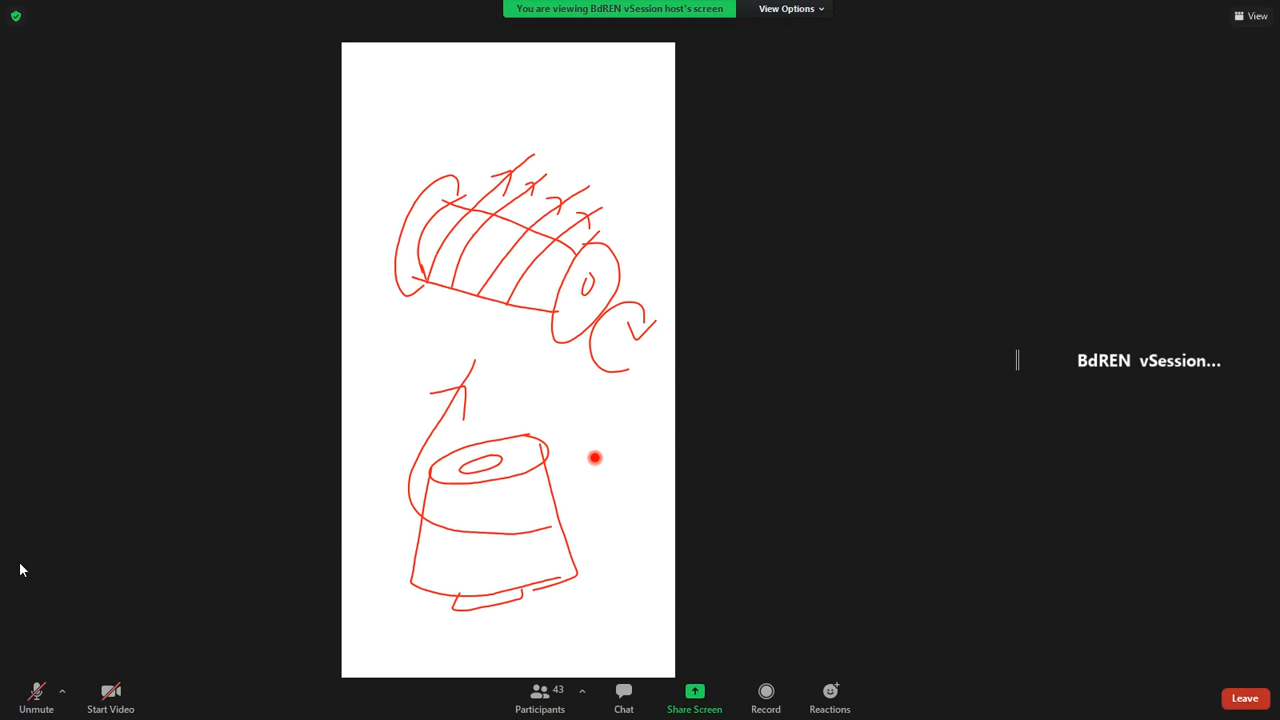 You are viewing BdREN vSession host's screen
View Options
View
BdREN vSession...
Unmute
Start Video
43
Participants
Chat
Share Screen
Record
Reactions
Leave